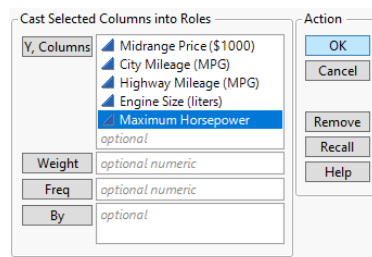 Cast Selected Columns into Roles
Action
Y, Columns
Midrange Price ($1000)
City Mileage (MPG)
Highway Mileage (MPG)
Engine Size (liters)
Maximum Horsepower
optional
Weight
optional numeric
Freq
optional numeric
By
optional
OK
Cancel
Remove
Recall
Help